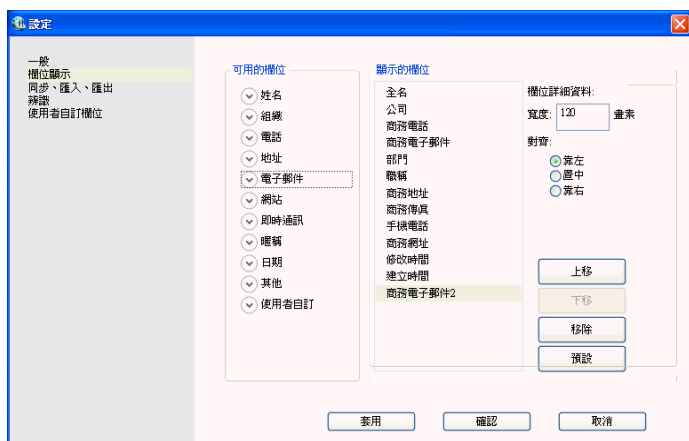 設定
一般
欄位顯示
同步、匯入、匯出
辨識
使用者自訂欄位
可用的欄位
姓名
組織
電話
地址
電子郵件
網站
即時通訊
暱稱
日期
其他
使用者自訂
顯示的欄位
全名
公司
商務電話
商務電子郵件
部門
職稱
商務地址
商務傳真
手機電話
商務網址
修改時間
建立時間
商務電子郵件2
欄位詳細資料:
寬度: 120 畫素
對齊:
靠左
置中
靠右
上移
下移
移除
預設
套用 確認 取消